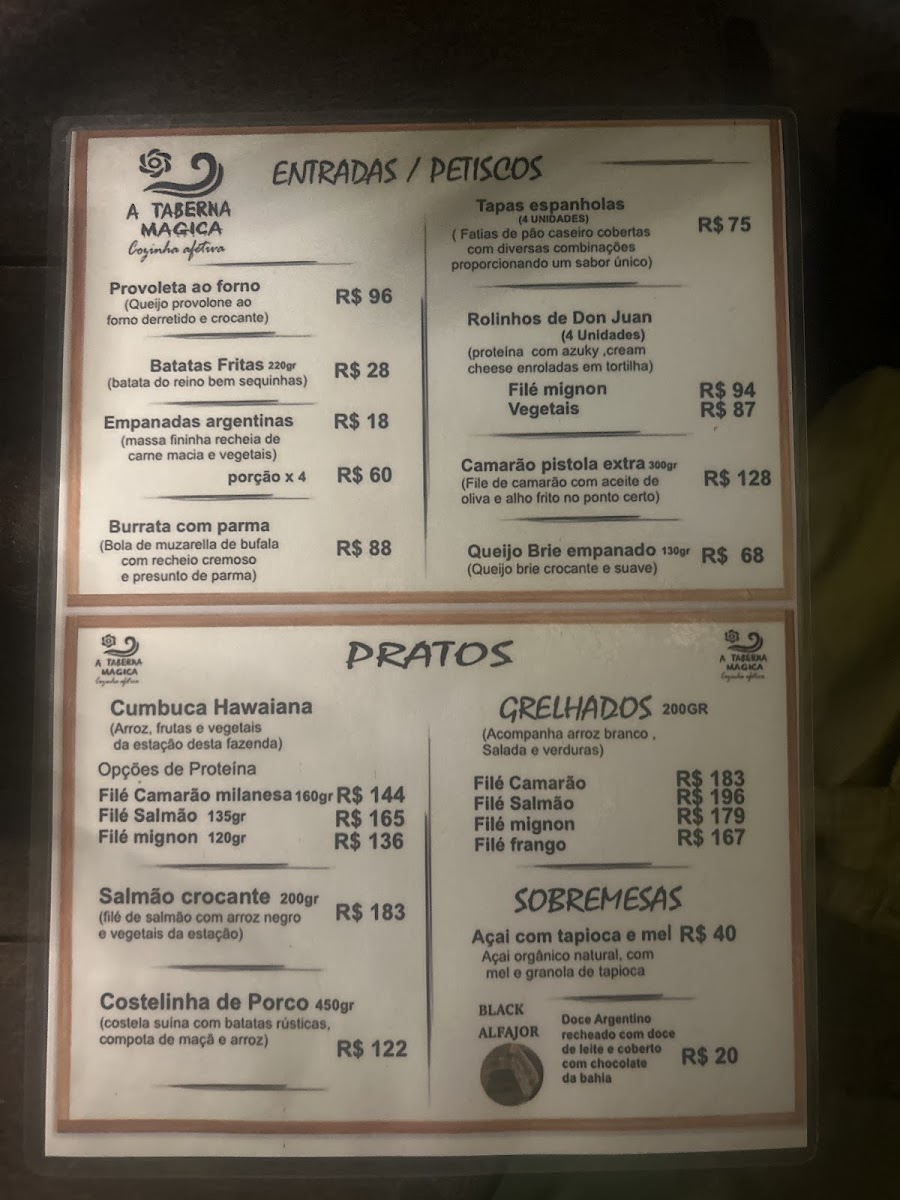 A TABERNA
MAGICA
Cozinha afetiva
ENTRADAS / PETISCOS
Provoleta ao forno
(Queijo provolone ao
forno derretido e crocante)
R$ 96
Batatas Fritas 220gr
(batata do reino bem sequinhas)
R$ 28
Empanadas argentinas
R$ 18
(massa fininha recheia de
carne macia e vegetais)
porção x 4 R$ 60
Burrata com parma
(Bola de muzarella de bufala
com recheio cremoso
e presunto de parma)
R$ 88
Tapas espanholas
(4 UNIDADES)
( Fatias de pão caseiro cobertas
com diversas combinações
proporcionando um sabor único)
R$ 75
Rolinhos de Don Juan
(4 Unidades)
(proteina com azuky ,cream
cheese enroladas em tortilha)
Filé mignon R$ 94
Vegetais R$ 87
Camarão pistola extra 300gr
(File de camarão com aceite de
oliva e alho frito no ponto certo)
R$ 128
Queijo Brie empanado 130gr
(Queijo brie crocante e suave)
R$ 68
A TABERNA
MAGICA
Cozinha afetiva
PRATOS
A TABERNA
MAGICA
Cozinha afetiva
Cumbuca Hawaiana
(Arroz, frutas e vegetais
da estação desta fazenda)
Opções de Proteína
Filé Camarão milanesa 160gr R$ 144
Filé Salmão 135gr R$ 165
Filé mignon 120gr R$ 136
Salmão crocante 200gr
(filé de salmão com arroz negro
e vegetais da estação)
R$ 183
Costelinha de Porco 450gr
(costela suína com batatas rústicas,
compota de maçã e arroz)
R$ 122
GRELHADOS 200GR
(Acompanha arroz branco ,
Salada e verduras)
Filé Camarão R$ 183
Filé Salmão R$ 196
Filé mignon R$ 179
Filé frango R$ 167
SOBREMESAS
Açai com tapioca e mel R$ 40
Açai orgânico natural, com
mel e granola de tapioca
BLACK
ALFAJOR
Doce Argentino
recheado com doce
de leite e coberto
com chocolate
da bahia
R$ 20